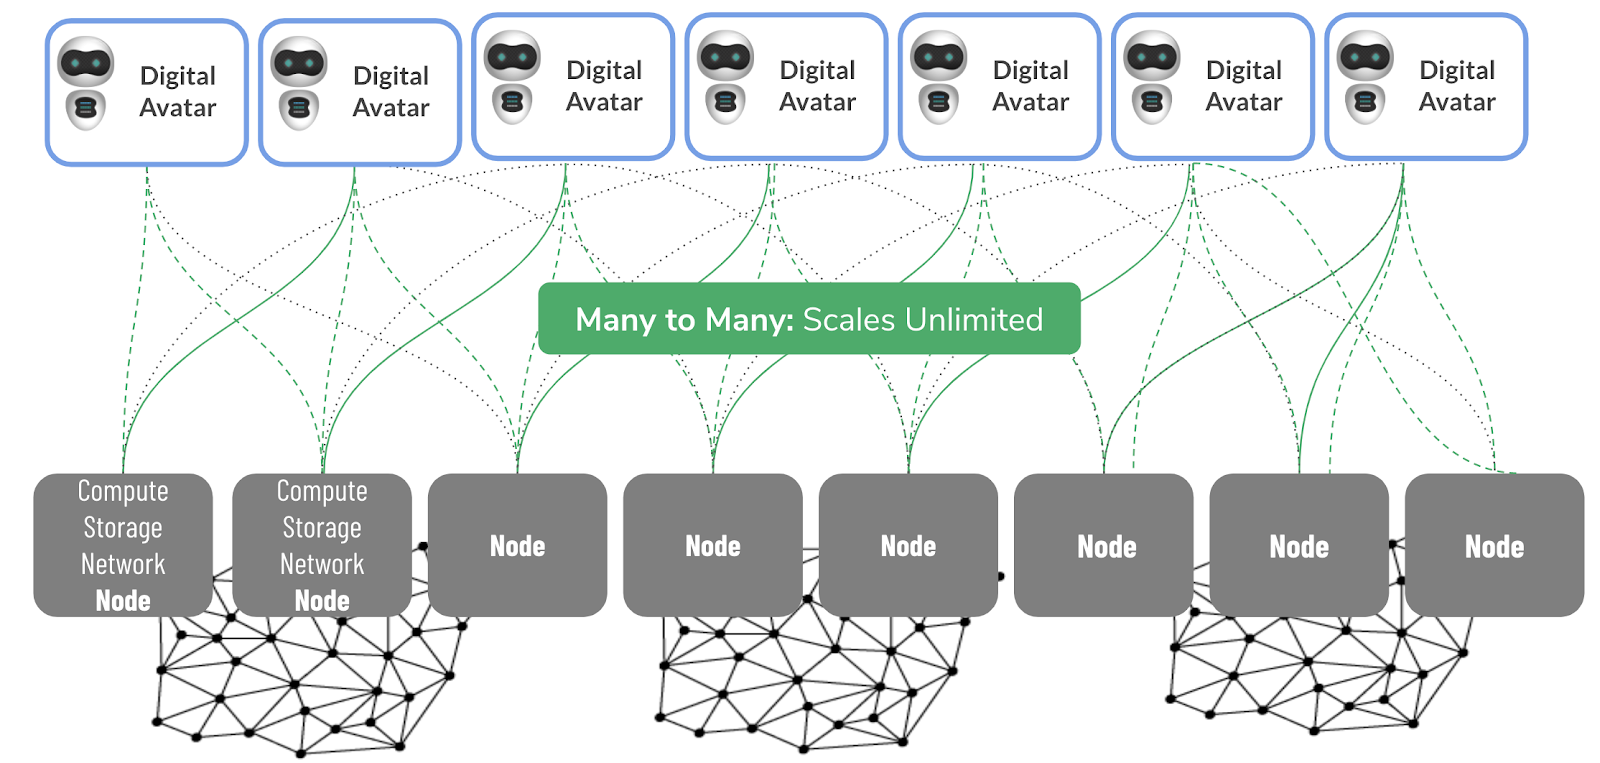 Digital
Avatar
Digital
Avatar
Digital
Avatar
Digital
Avatar
Digital
Avatar
Digital
Avatar
Digital
Avatar
Many to Many: Scales Unlimited
Compute
Storage
Network
Node
Compute
Storage
Network
Node
Node
Node
Node
Node
Node
Node